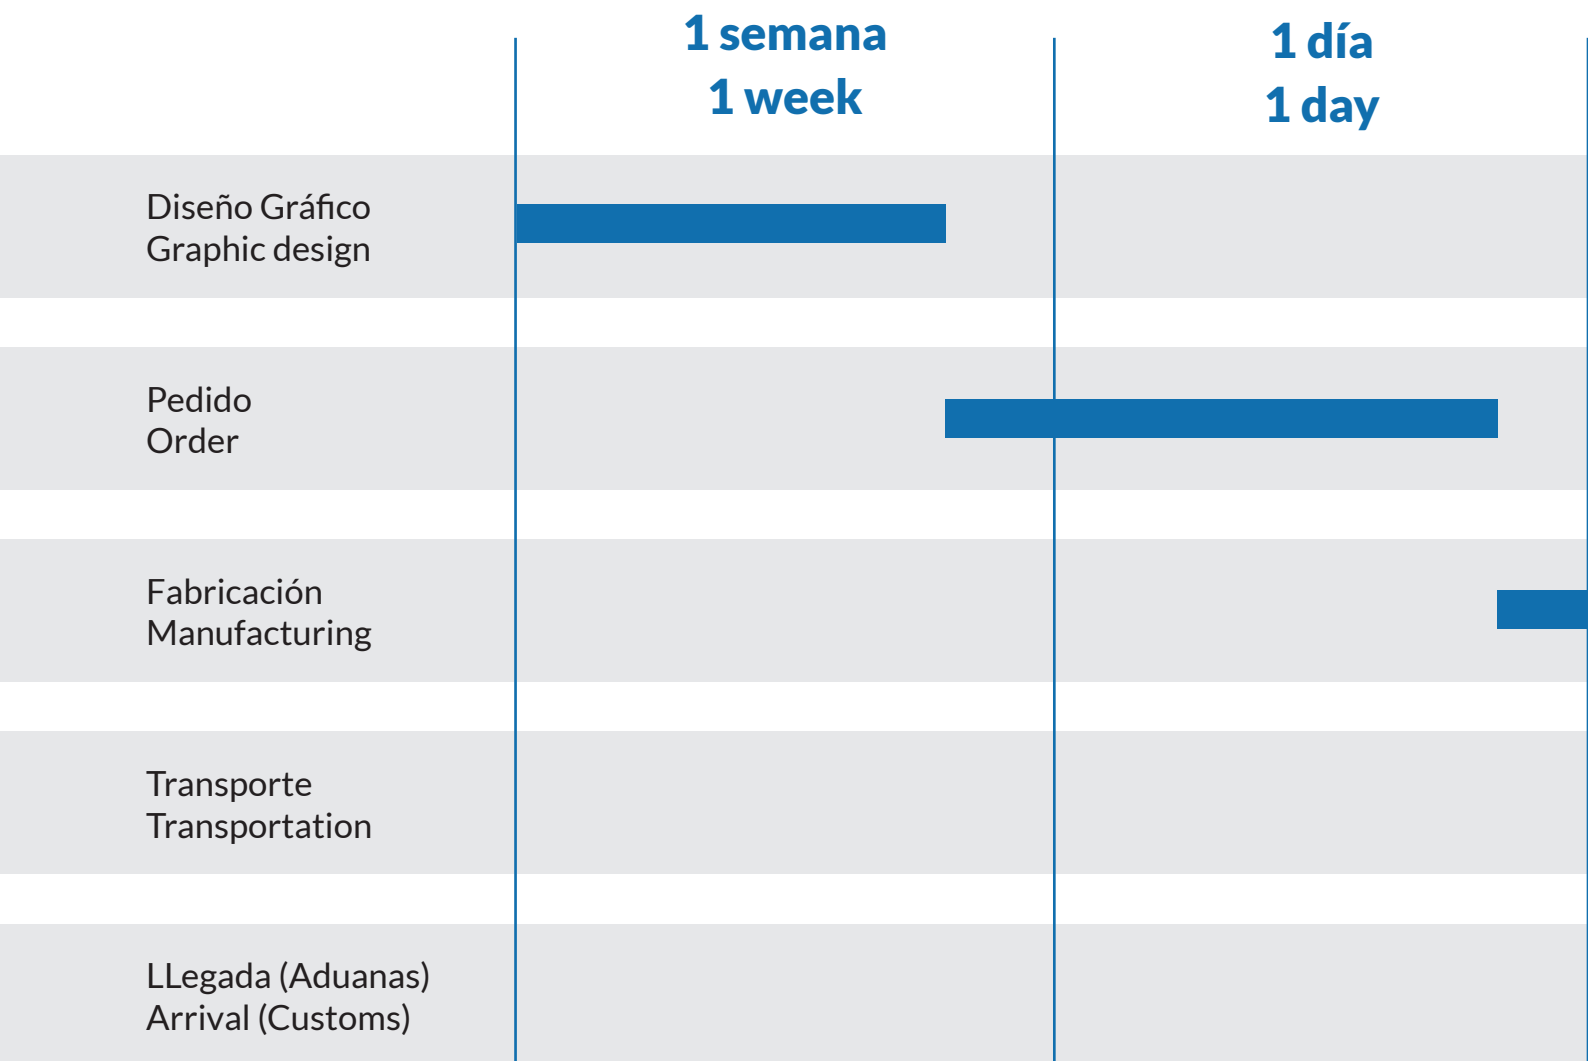 1 semana
1 week
1 día
1 day
Diseño Gráfico
Graphic design
Pedido
Order
Fabricación
Manufacturing
Transporte
Transportation
LLegada (Aduanas)
Arrival (Customs)